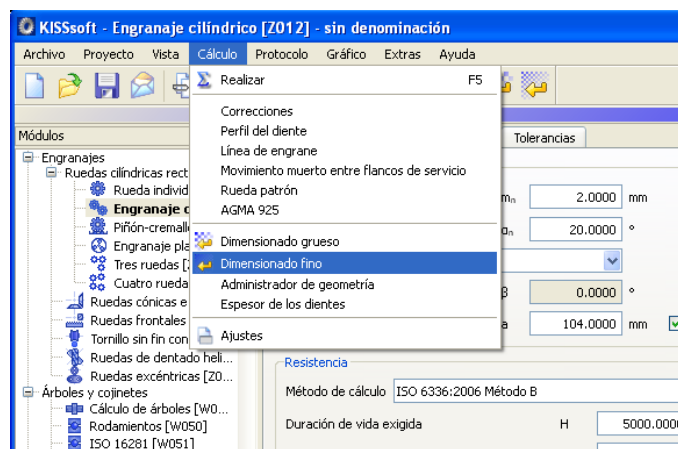 KISSsoft - Engranaje cilíndrico [Z012] - sin denominación
Archivo Proyecto Vista Cálculo Protocolo Gráfico Extras Ayuda
Realizar F5
Correcciones
Perfil del diente
Línea de engrane
Movimiento muerto entre flancos de servicio
Rueda patrón
AGMA 925
Dimensionado grueso
Dimensionado fino
Administrador de geometría
Espesor de los dientes
Ajustes
Módulos
Engranajes
Ruedas cilíndricas rect
Rueda individ
Engranaje c
Piñón-cremall
Engranaje pla
Tres ruedas [
Cuatro rueda
Ruedas cónicas e
Ruedas frontales
Tornillo sin fin con
Ruedas de dentado heli...
Ruedas excéntricas [Z0...
Árboles y cojinetes
Cálculo de árboles [W0...
Rodamientos [W050]
ISO 16281 [W051]
Tolerancias
mₙ 2.0000 mm
αₙ 20.0000 °
β 0.0000 °
a 104.0000 mm
Resistencia
Método de cálculo ISO 6336:2006 Método B
Duración de vida exigida H 5000.000